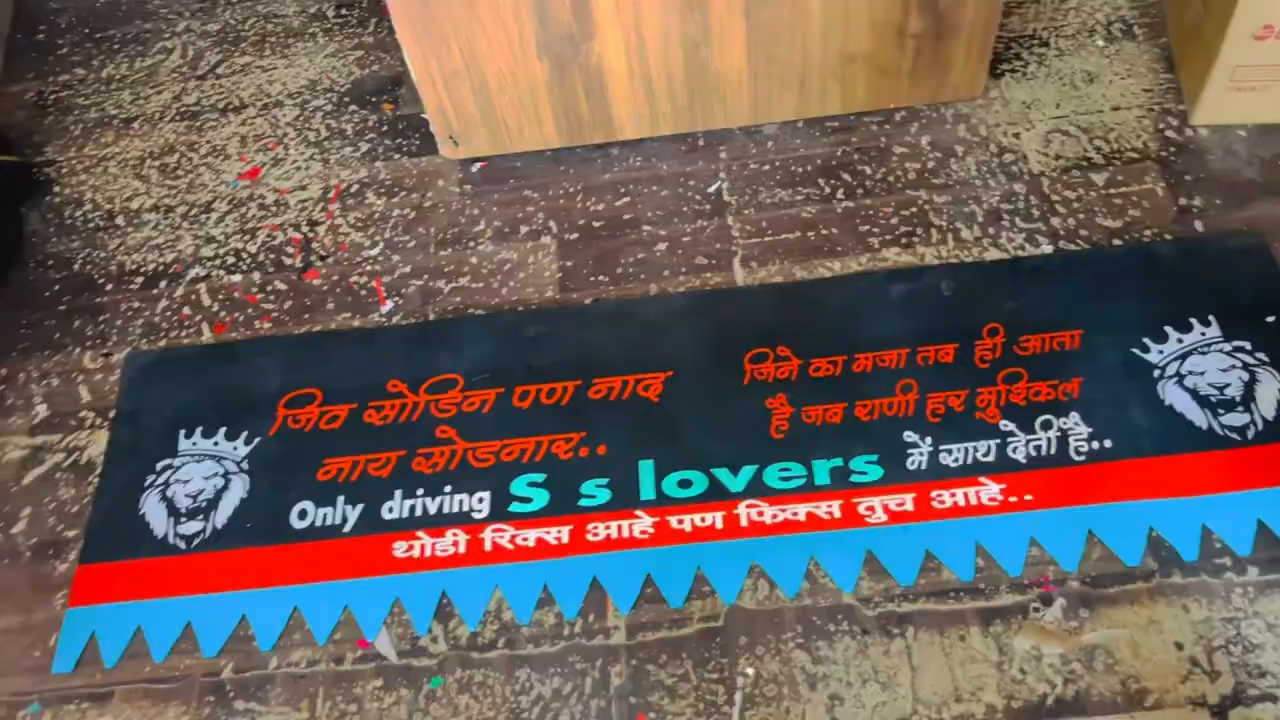 जिव सोडिन पण नाद
नाय सोडनार..
Only driving
S s lovers
जिने का मजा तब ही आता
है जब राणी हर मुश्किल
में साथ देती है..
थोडी रिक्स आहे पण फिक्स तुच आहे..